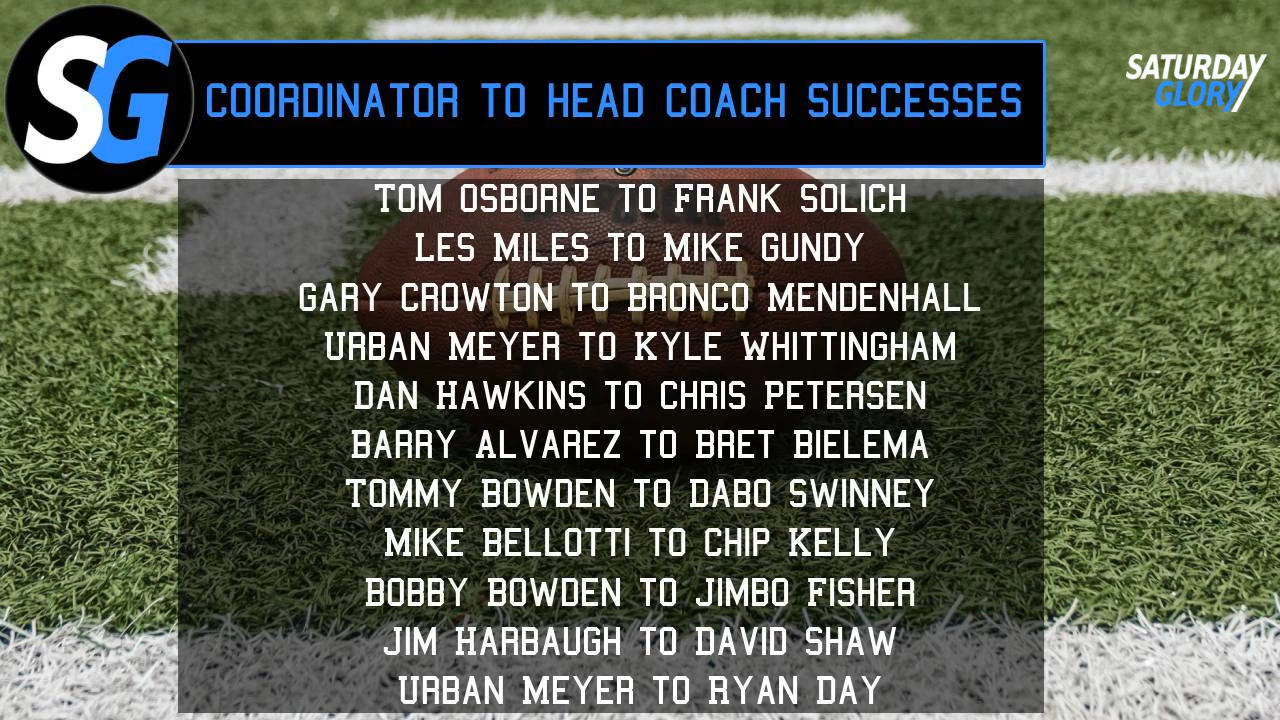 SG
COORDINATOR TO HEAD COACH SUCCESSES
SATURDAY
GLORY
TOM OSBORNE TO FRANK SOLICH
LES MILES TO MIKE GUNDY
GARY CROWTON TO BRONCO MENDENHALL
URBAN MEYER TO KYLE WHITTINGHAM
DAN HAWKINS TO CHRIS PETERSEN
BARRY ALVAREZ TO BRET BIELEMA
TOMMY BOWDEN TO DABO SWINNEY
MIKE BELLOTTI TO CHIP KELLY
BOBBY BOWDEN TO JIMBO FISHER
JIM HARBAUGH TO DAVID SHAW
URBAN MEYER TO RYAN DAY